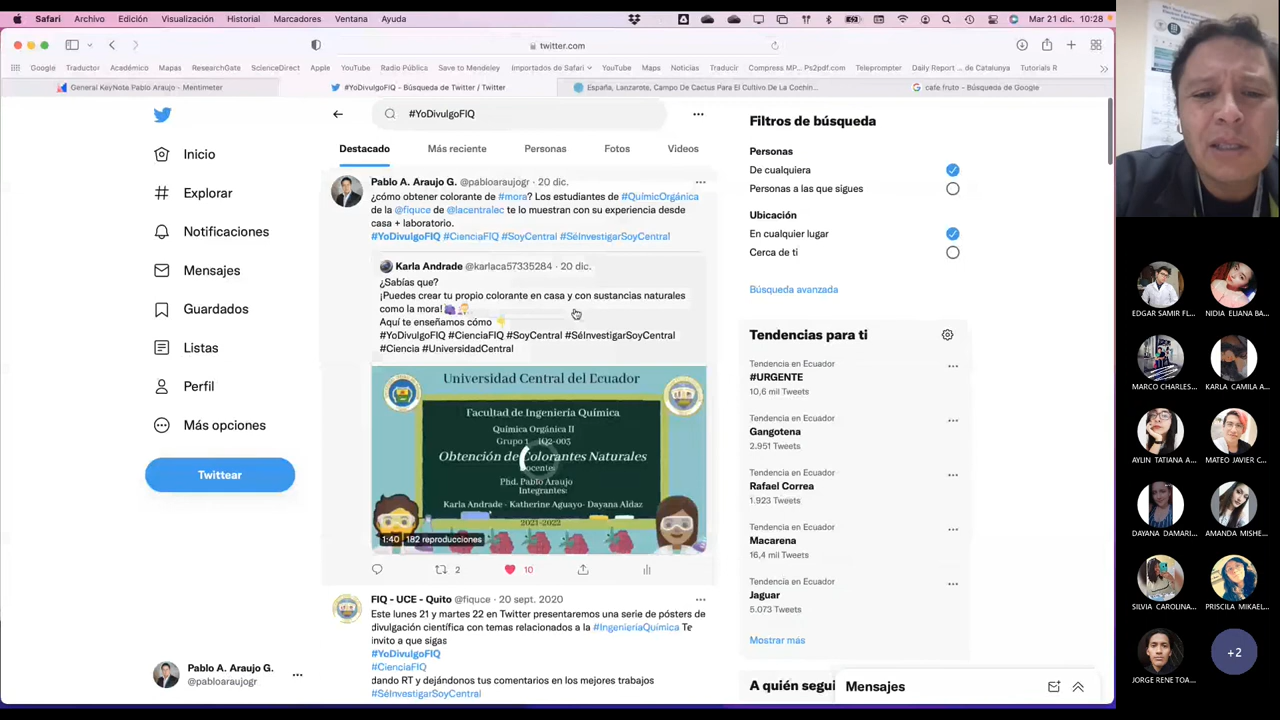 Safari Archivo Edición Visualización Historial Marcadores Ventana Ayuda
Mar 21 dic. 10:28
twitter.com
Google Traductor Académico Mapas ResearchGate ScienceDirect Apple YouTube Radio Pública Save to Mendeley Importados de Safari YouTube Maps Noticias Traducir Compress MP... Ps2pdf.com Teleprompter Daily Report ... de Catalunya Tutorials R
General KeyNote Pablo Araujo - Mentimeter
#YoDivulgoFIQ - Búsqueda de Twitter / Twitter
España, Lanzarote, Campo De Cactus Para El Cultivo De La Cochin...
cafe fruto - Búsqueda de Google
#YoDivulgoFIQ
Destacado Más reciente Personas Fotos Videos
Inicio
Explorar
Notificaciones
Mensajes
Guardados
Listas
Perfil
Más opciones
Twittear
Pablo A. Araujo G.
@pabloaraujogr
Pablo A. Araujo G. @pabloaraujogr · 20 dic.
¿cómo obtener colorante de #mora? Los estudiantes de #QuímicOrgánica
de la @fiquce de @lacentralec te lo muestran con su experiencia desde
casa + laboratorio.
#YoDivulgoFIQ #CienciaFIQ #SoyCentral #SéInvestigarSoyCentral
Karla Andrade @karlaca57335284 · 20 dic.
¿Sabías que?
¡Puedes crear tu propio colorante en casa y con sustancias naturales
como la mora!
Aquí te enseñamos cómo
#YoDivulgoFIQ #CienciaFIQ #SoyCentral #SéInvestigarSoyCentral
#Ciencia #UniversidadCentral
Universidad Central del Ecuador
Facultad de Ingeniería Química
Química Orgánica II
Grupo 1 IQ2-003
Obtención de Colorantes Naturales
Docente:
Phd. Pablo Araujo
Integrantes:
Karla Andrade - Katherine Aguayo- Dayana Aldaz
2021-2022
1:40 182 reproducciones
2 10
FIQ - UCE - Quito @fiquce · 20 sept. 2020
Este lunes 21 y martes 22 en Twitter presentaremos una serie de pósters de
divulgación científica con temas relacionados a la #IngenieríaQuímica Te
invito a que sigas
#YoDivulgoFIQ
#CienciaFIQ
dando RT y dejándonos tus comentarios en los mejores trabajos
#SéInvestigarSoyCentral
Filtros de búsqueda
Personas
De cualquiera
Personas a las que sigues
Ubicación
En cualquier lugar
Cerca de ti
Búsqueda avanzada
Tendencias para ti
Tendencia en Ecuador
#URGENTE
10,6 mil Tweets
Tendencia en Ecuador
Gangotena
2.951 Tweets
Tendencia en Ecuador
Rafael Correa
1.923 Tweets
Tendencia en Ecuador
Macarena
16,4 mil Tweets
Tendencia en Ecuador
Jaguar
5.073 Tweets
Mostrar más
A quién segui
Mensajes
EDGAR SAMIR FL... NIDIA ELIANA BA...
MARCO CHARLES... KARLA CAMILA A...
AYLIN TATIANA A... MATEO JAVIER C...
DAYANA DAMARI... AMANDA MISHE...
SILVIA CAROLINA... PRISCILA MIKAEL...
JORGE RENE TOA...
+2